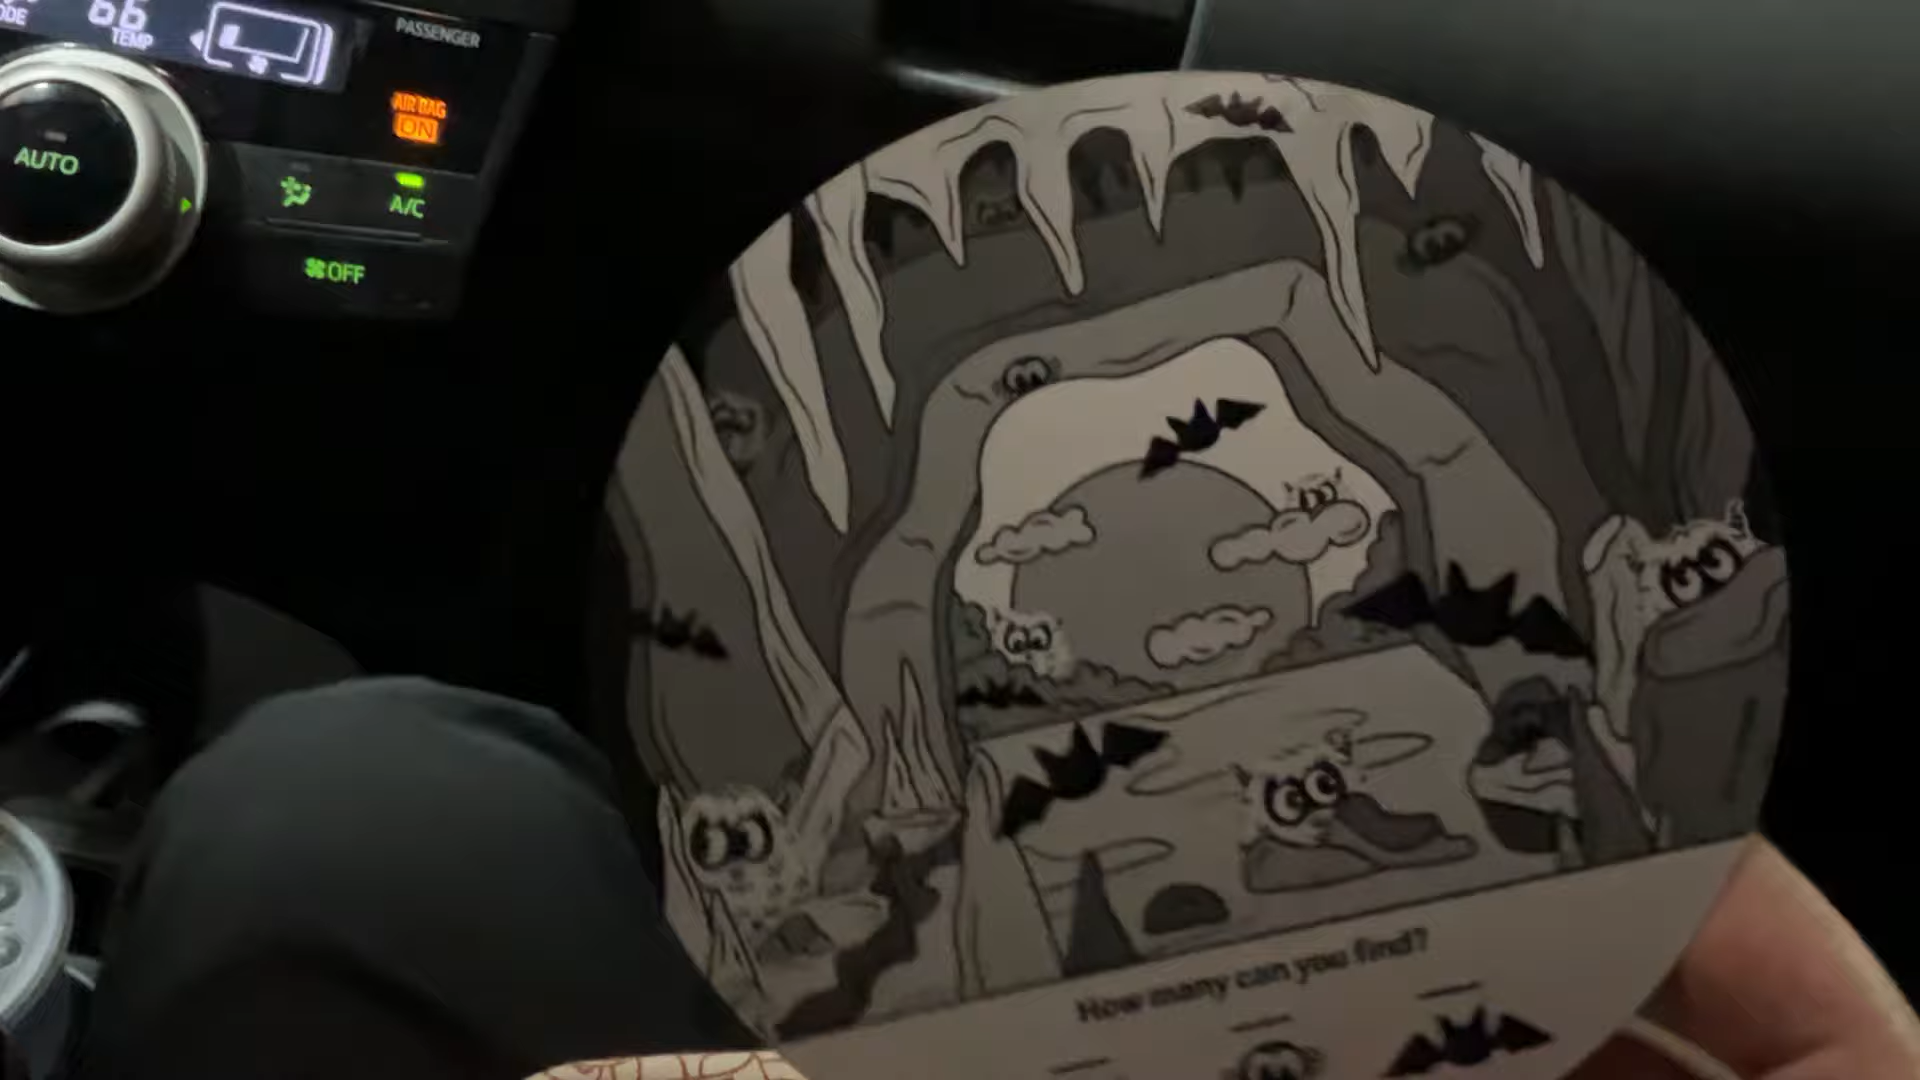 66
TEMP
PASSENGER
AIR BAG
ON
AUTO
A/C
OFF
How many can you find?